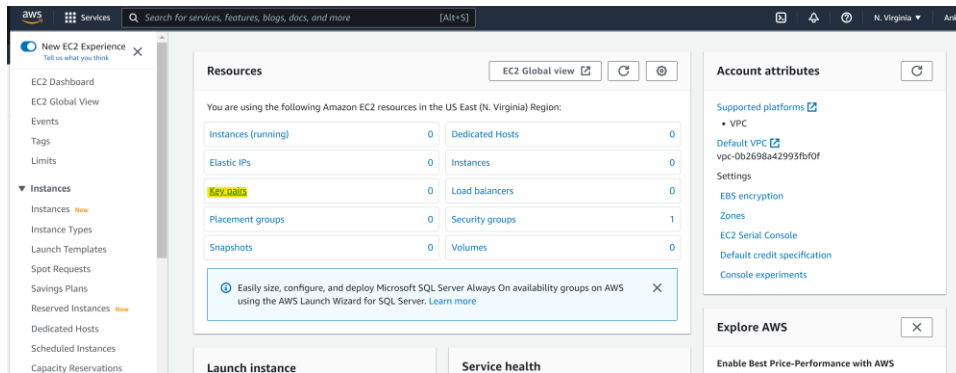 aws
Services
Search for services, features, blogs, docs, and more
[Alt+S]
N. Virginia ▼
New EC2 Experience
Tell us what you think
EC2 Dashboard
EC2 Global View
Events
Tags
Limits
▼ Instances
Instances New
Instance Types
Launch Templates
Spot Requests
Savings Plans
Reserved Instances New
Dedicated Hosts
Scheduled Instances
Capacity Reservations
Resources
EC2 Global view
You are using the following Amazon EC2 resources in the US East (N. Virginia) Region:
Instances (running) 0
Dedicated Hosts 0
Elastic IPs 0
Instances 0
Key pairs 0
Load balancers 0
Placement groups 0
Security groups 1
Snapshots 0
Volumes 0
Easily size, configure, and deploy Microsoft SQL Server Always On availability groups on AWS
using the AWS Launch Wizard for SQL Server. Learn more
Launch instance
Service health
Account attributes
Supported platforms
• VPC
Default VPC
vpc-0b2698a42993fbf0f
Settings
EBS encryption
Zones
EC2 Serial Console
Default credit specification
Console experiments
Explore AWS
Enable Best Price-Performance with AWS